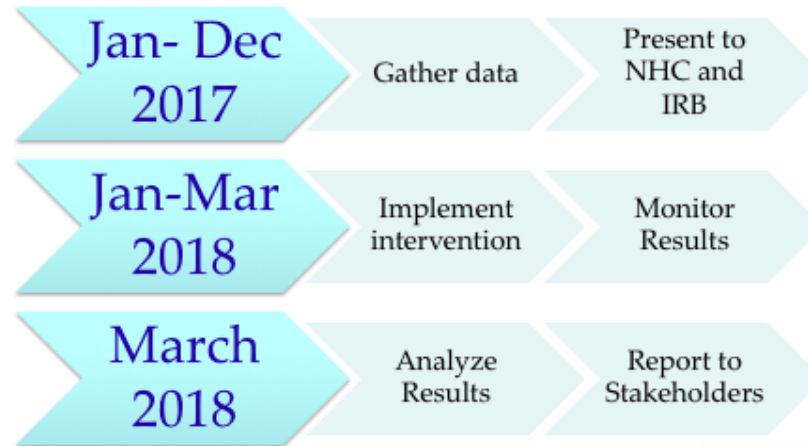 Jan- Dec
2017
Gather data
Present to
NHC and
IRB
Jan-Mar
2018
Implement
intervention
Monitor
Results
March
2018
Analyze
Results
Report to
Stakeholders